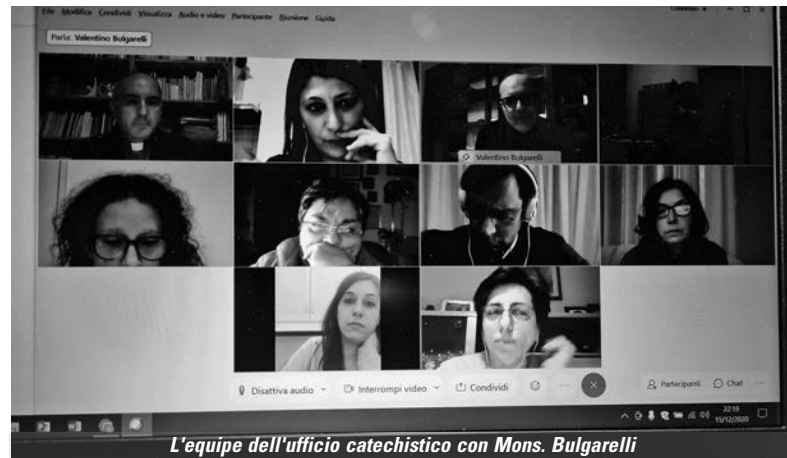 File Modifica Condividi Visualizza Audio e video Partecipante Riunione Guida
Connesso
Parla: Valentino Bulgarelli
Valentino Bulgarelli
Disattiva audio
Interrompi video
Condividi
Partecipanti
Chat
22:19
15/12/2020
L'equipe dell'ufficio catechistico con Mons. Bulgarelli